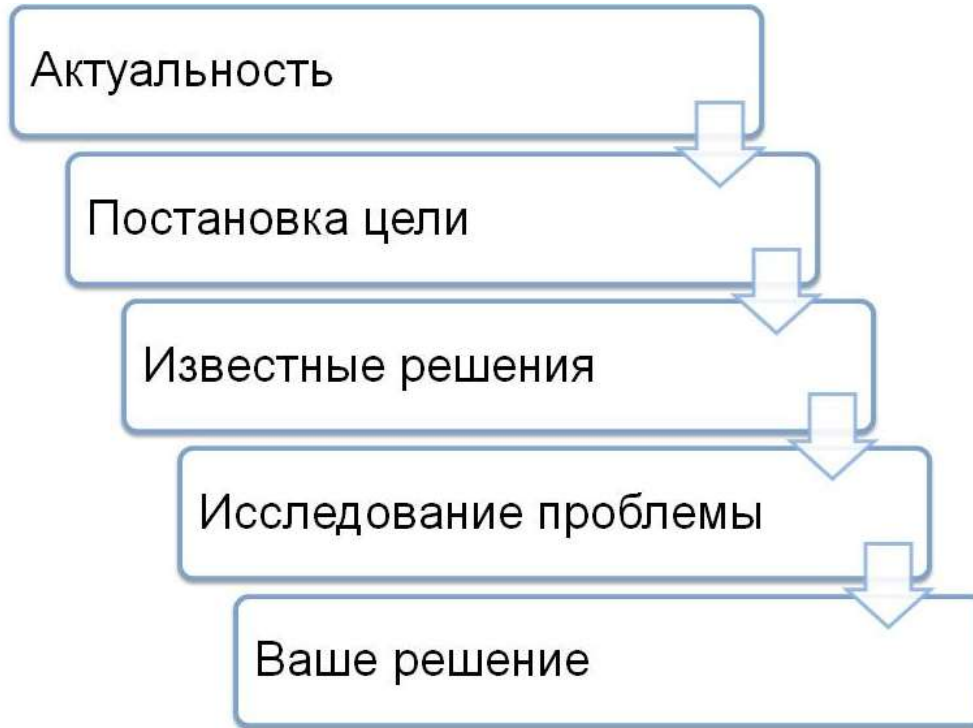 Актуальность
Постановка цели
Известные решения
Исследование проблемы
Ваше решение